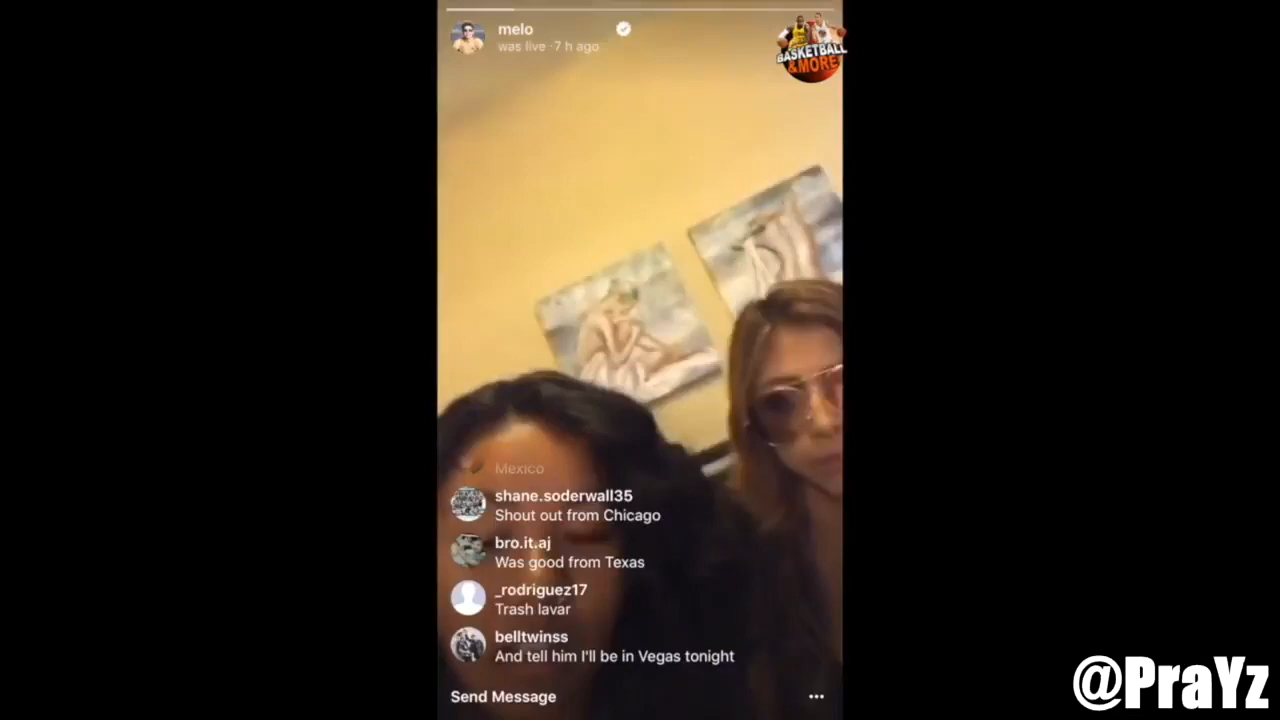 melo
was live · 7 h ago
BASKETBALL
&MORE
Mexico
shane.soderwall35
Shout out from Chicago
bro.it.aj
Was good from Texas
_rodriguez17
Trash lavar
belltwinss
And tell him I'll be in Vegas tonight
Send Message
@PraYz